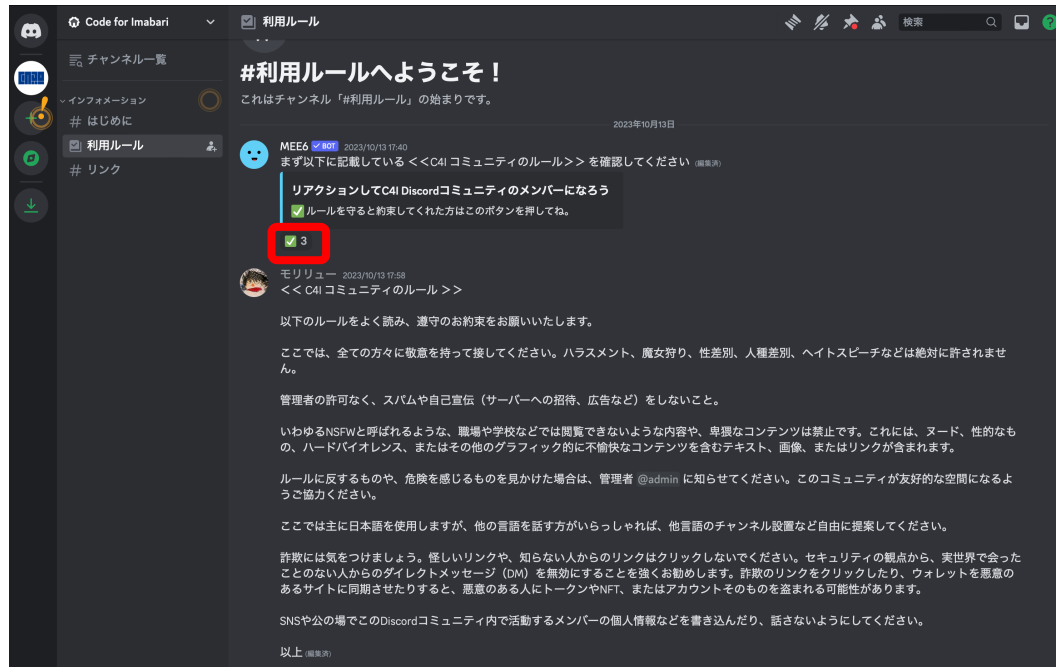 Code for Imabari
利用ルール
検索
チャンネル一覧
インフォメーション
はじめに
利用ルール
リンク
#利用ルールへようこそ！
これはチャンネル「#利用ルール」の始まりです。
2023年10月13日
MEE6 BOT 2023/10/13 17:40
まず以下に記載している <<C4I コミュニティのルール>> を確認してください (編集済)
リアクションしてC4I Discordコミュニティのメンバーになろう
✅ルールを守ると約束してくれた方はこのボタンを押してね。
✅ 3
モリリュー 2023/10/13 17:58
<< C4I コミュニティのルール >>
以下のルールをよく読み、遵守のお約束をお願いいたします。
ここでは、全ての方々に敬意を持って接してください。ハラスメント、魔女狩り、性差別、人種差別、ヘイトスピーチなどは絶対に許されませ
ん。
管理者の許可なく、スパムや自己宣伝（サーバーへの招待、広告など）をしないこと。
いわゆるNSFWと呼ばれるような、職場や学校などでは閲覧できないような内容や、卑猥なコンテンツは禁止です。これには、ヌード、性的なも
の、ハードバイオレンス、またはその他のグラフィック的に不愉快なコンテンツを含むテキスト、画像、またはリンクが含まれます。
ルールに反するものや、危険を感じるものを見かけた場合は、管理者 @admin に知らせてください。このコミュニティが友好的な空間になるよ
うご協力ください。
ここでは主に日本語を使用しますが、他の言語を話す方がいらっしゃれば、他言語のチャンネル設置など自由に提案してください。
詐欺には気をつけましょう。怪しいリンクや、知らない人からのリンクはクリックしないでください。セキュリティの観点から、実世界で会った
ことのない人からのダイレクトメッセージ（DM）を無効にすることを強くお勧めします。詐欺のリンクをクリックしたり、ウォレットを悪意の
あるサイトに同期させたりすると、悪意のある人にトークンやNFT、またはアカウントそのものを盗まれる可能性があります。
SNSや公の場でこのDiscordコミュニティ内で活動するメンバーの個人情報などを書き込んだり、話さないようにしてください。
以上 (編集済)